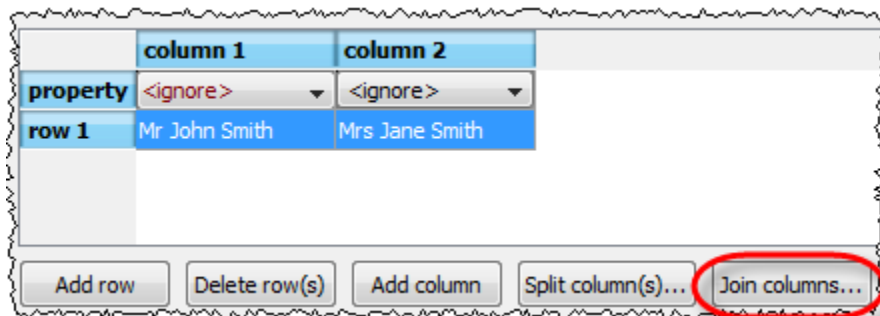 column 1 column 2
property <ignore> <ignore>
row 1 Mr John Smith Mrs Jane Smith
Add row Delete row(s) Add column Split column(s)... Join columns...